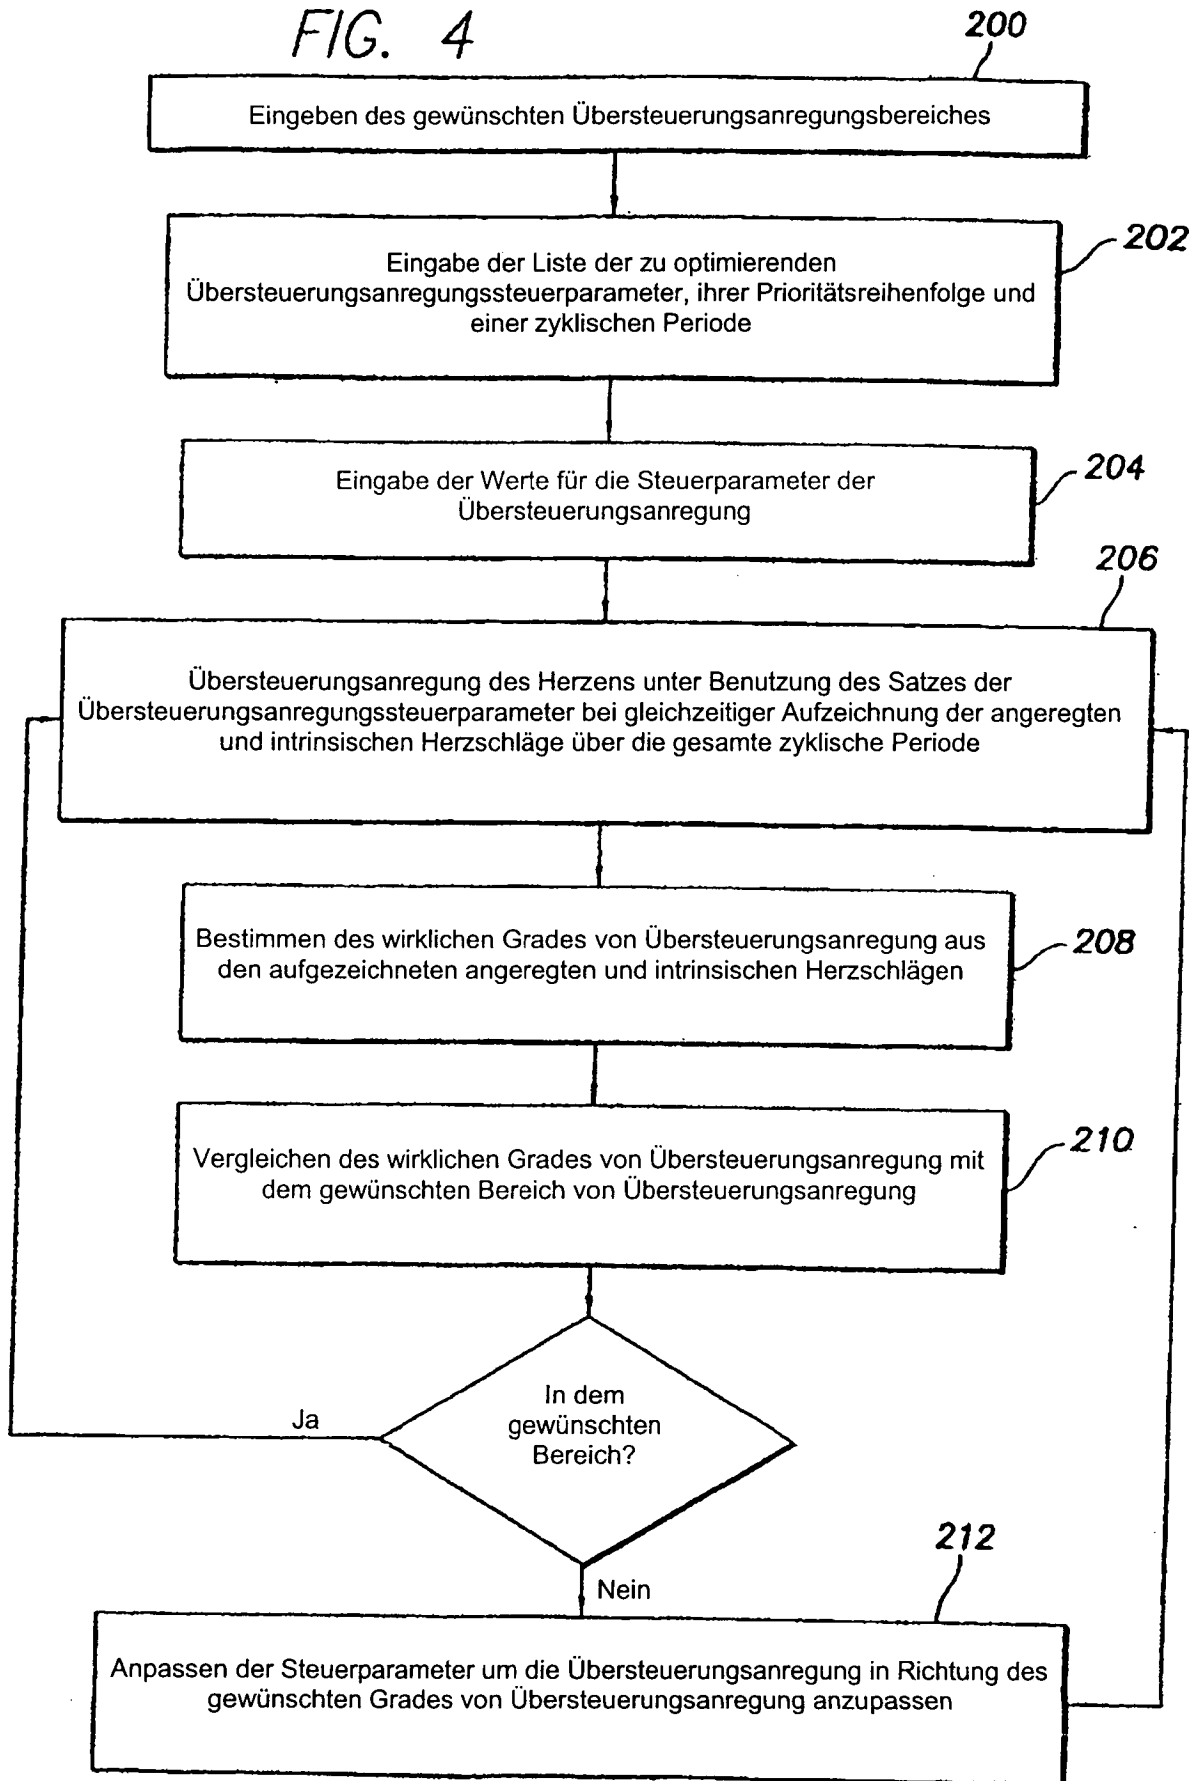 FIG. 4
200
Eingeben des gewünschten Übersteuerungsanregungsbereiches
202
Eingabe der Liste der zu optimierenden
Übersteuerungsanregungssteuerparameter, ihrer Prioritätsreihenfolge und
einer zyklischen Periode
204
Eingabe der Werte für die Steuerparameter der
Übersteuerungsanregung
206
Übersteuerungsanregung des Herzens unter Benutzung des Satzes der
Übersteuerungsanregungssteuerparameter bei gleichzeitiger Aufzeichnung der angeregten
und intrinsischen Herzschläge über die gesamte zyklische Periode
208
Bestimmen des wirklichen Grades von Übersteuerungsanregung aus
den aufgezeichneten angeregten und intrinsischen Herzschlägen
210
Vergleichen des wirklichen Grades von Übersteuerungsanregung mit
dem gewünschten Bereich von Übersteuerungsanregung
In dem
gewünschten
Bereich?
Ja
Nein
212
Anpassen der Steuerparameter um die Übersteuerungsanregung in Richtung des
gewünschten Grades von Übersteuerungsanregung anzupassen